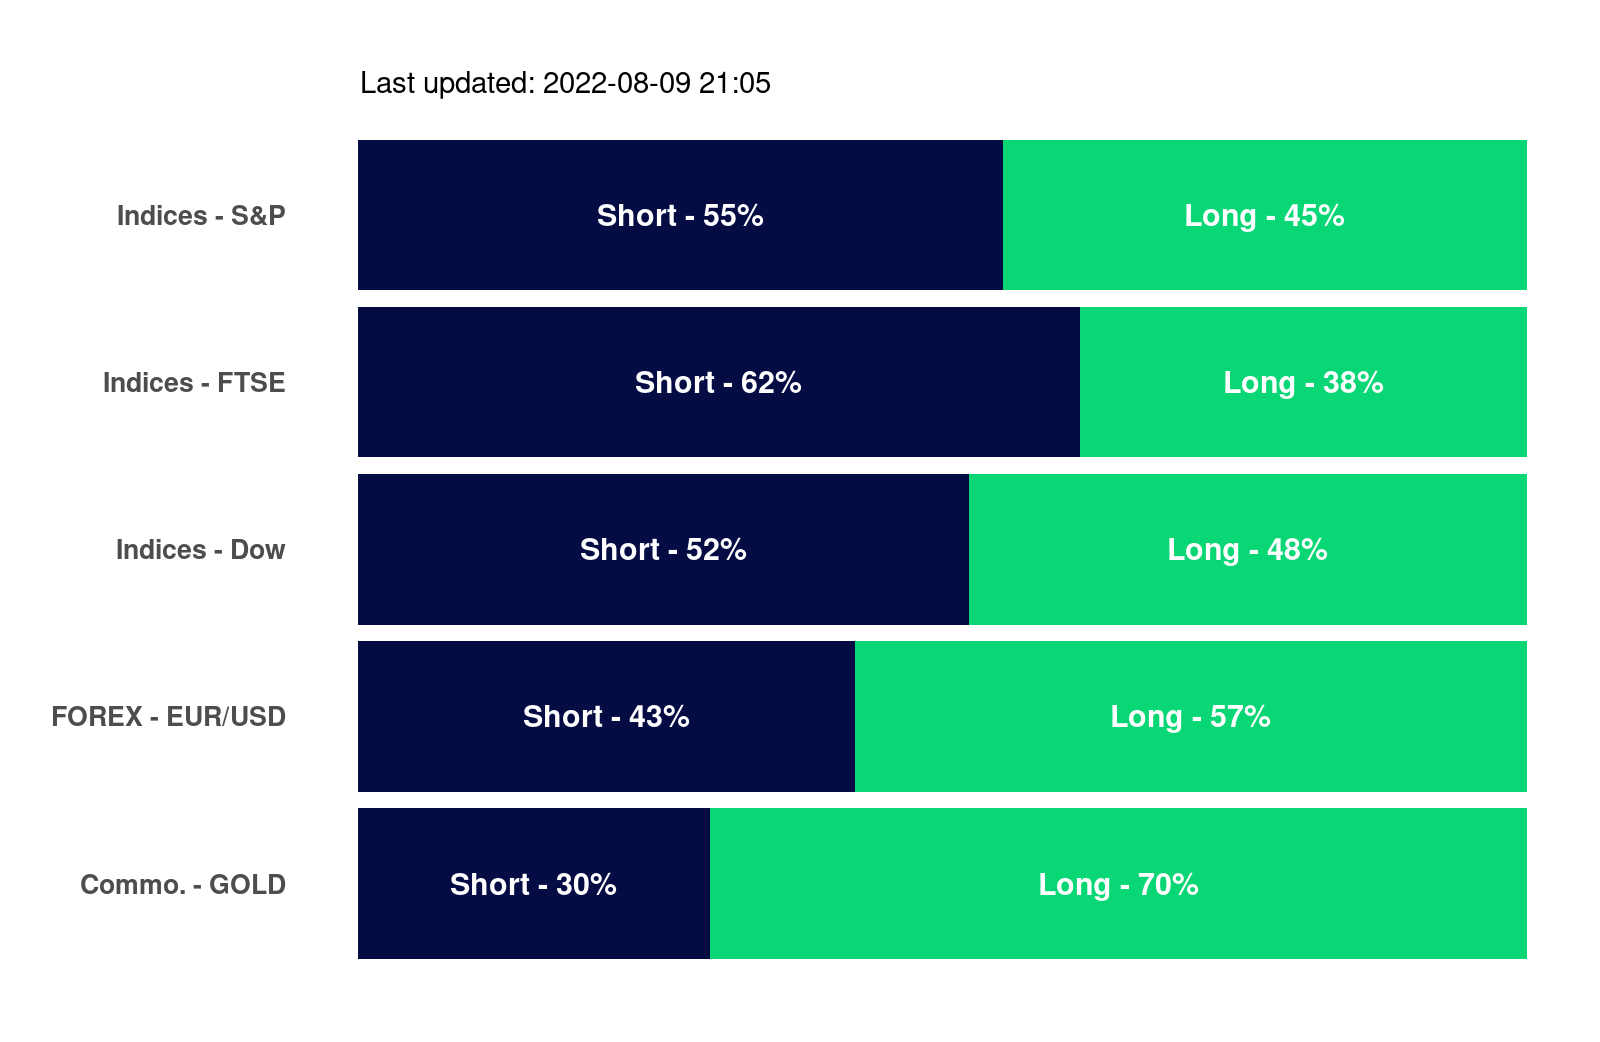 Last updated: 2022-08-09 21:05
Indices - S&P
Short - 55%
Long - 45%
Indices - FTSE
Short - 62%
Long - 38%
Indices - Dow
Short - 52%
Long - 48%
FOREX - EUR/USD
Short - 43%
Long - 57%
Commo. - GOLD
Short - 30%
Long - 70%